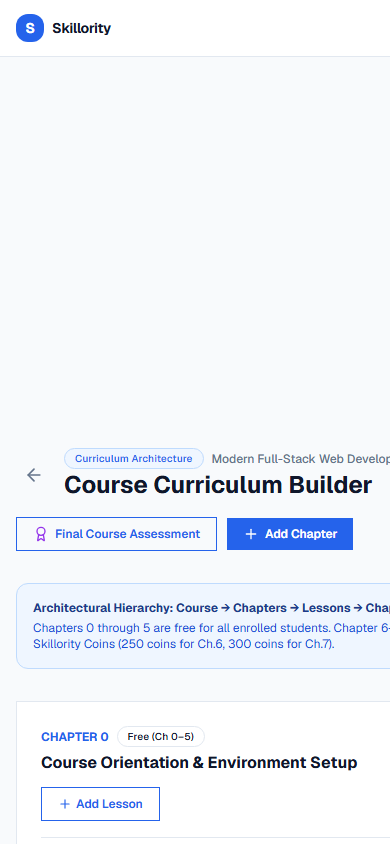 S Skillority
Curriculum Architecture Modern Full-Stack Web
Course Curriculum Builder
Final Course Assessment
Add Chapter
Architectural Hierarchy: Course → Chapters → Lessons →
Chapters 0 through 5 are free for all enrolled students. Chapter 6-
Skillority Coins (250 coins for Ch.6, 300 coins for Ch.7).
CHAPTER 0 Free (Ch 0–5)
Course Orientation & Environment Setup
Add Lesson